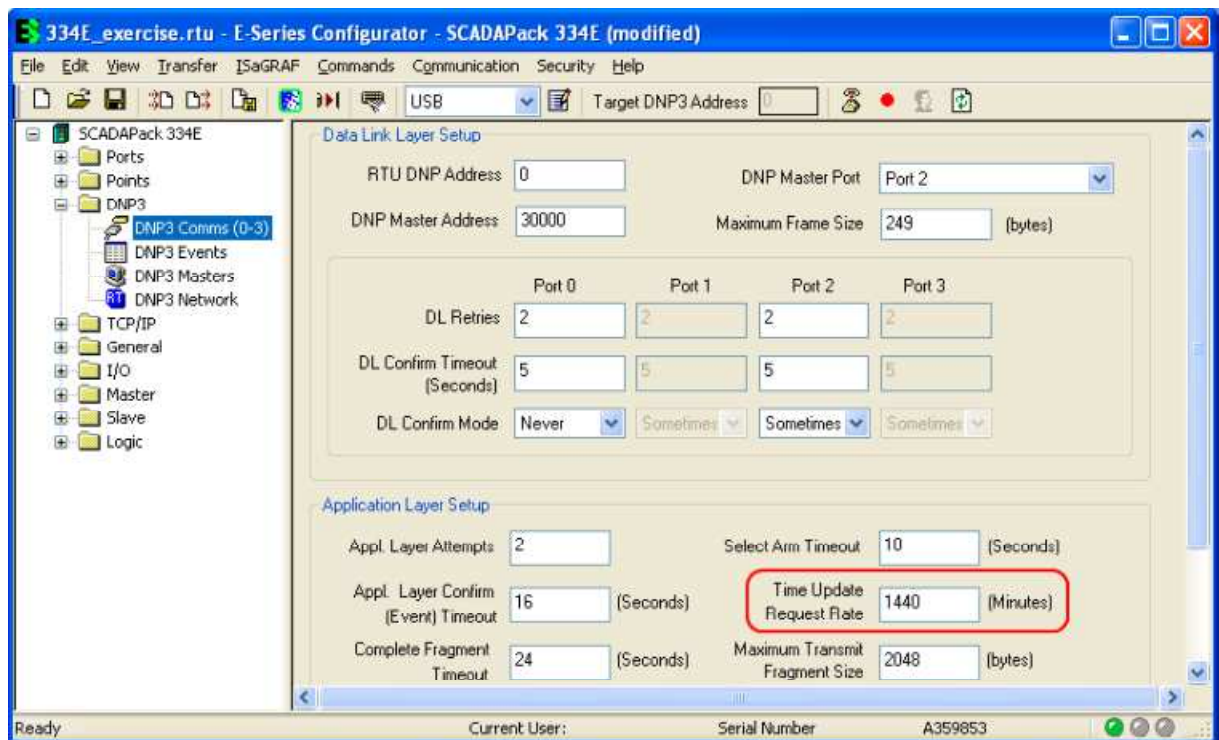 334E_exercise.rtu - E-Series Configurator - SCADAPack 334E (modified)
File Edit View Transfer ISaGRAF Commands Communication Security Help
USB Target DNP3 Address 0
SCADAPack 334E
Ports
Points
DNP3
DNP3 Comms (0-3)
DNP3 Events
DNP3 Masters
DNP3 Network
TCP/IP
General
I/O
Master
Slave
Logic
Data Link Layer Setup
RTU DNP Address 0 DNP Master Port Port 2
DNP Master Address 30000 Maximum Frame Size 249 (bytes)
Port 0 Port 1 Port 2 Port 3
DL Retries 2 2 2 2
DL Confirm Timeout
(Seconds) 5 5 5 5
DL Confirm Mode Never Sometimes Sometimes Sometimes
Application Layer Setup
Appl. Layer Attempts 2 Select Arm Timeout 10 (Seconds)
Appl. Layer Confirm
(Event) Timeout 16 (Seconds)
Time Update
Request Rate 1440 (Minutes)
Complete Fragment
Timeout 24 (Seconds)
Maximum Transmit
Fragment Size 2048 (bytes)
Ready Current User: Serial Number A359853